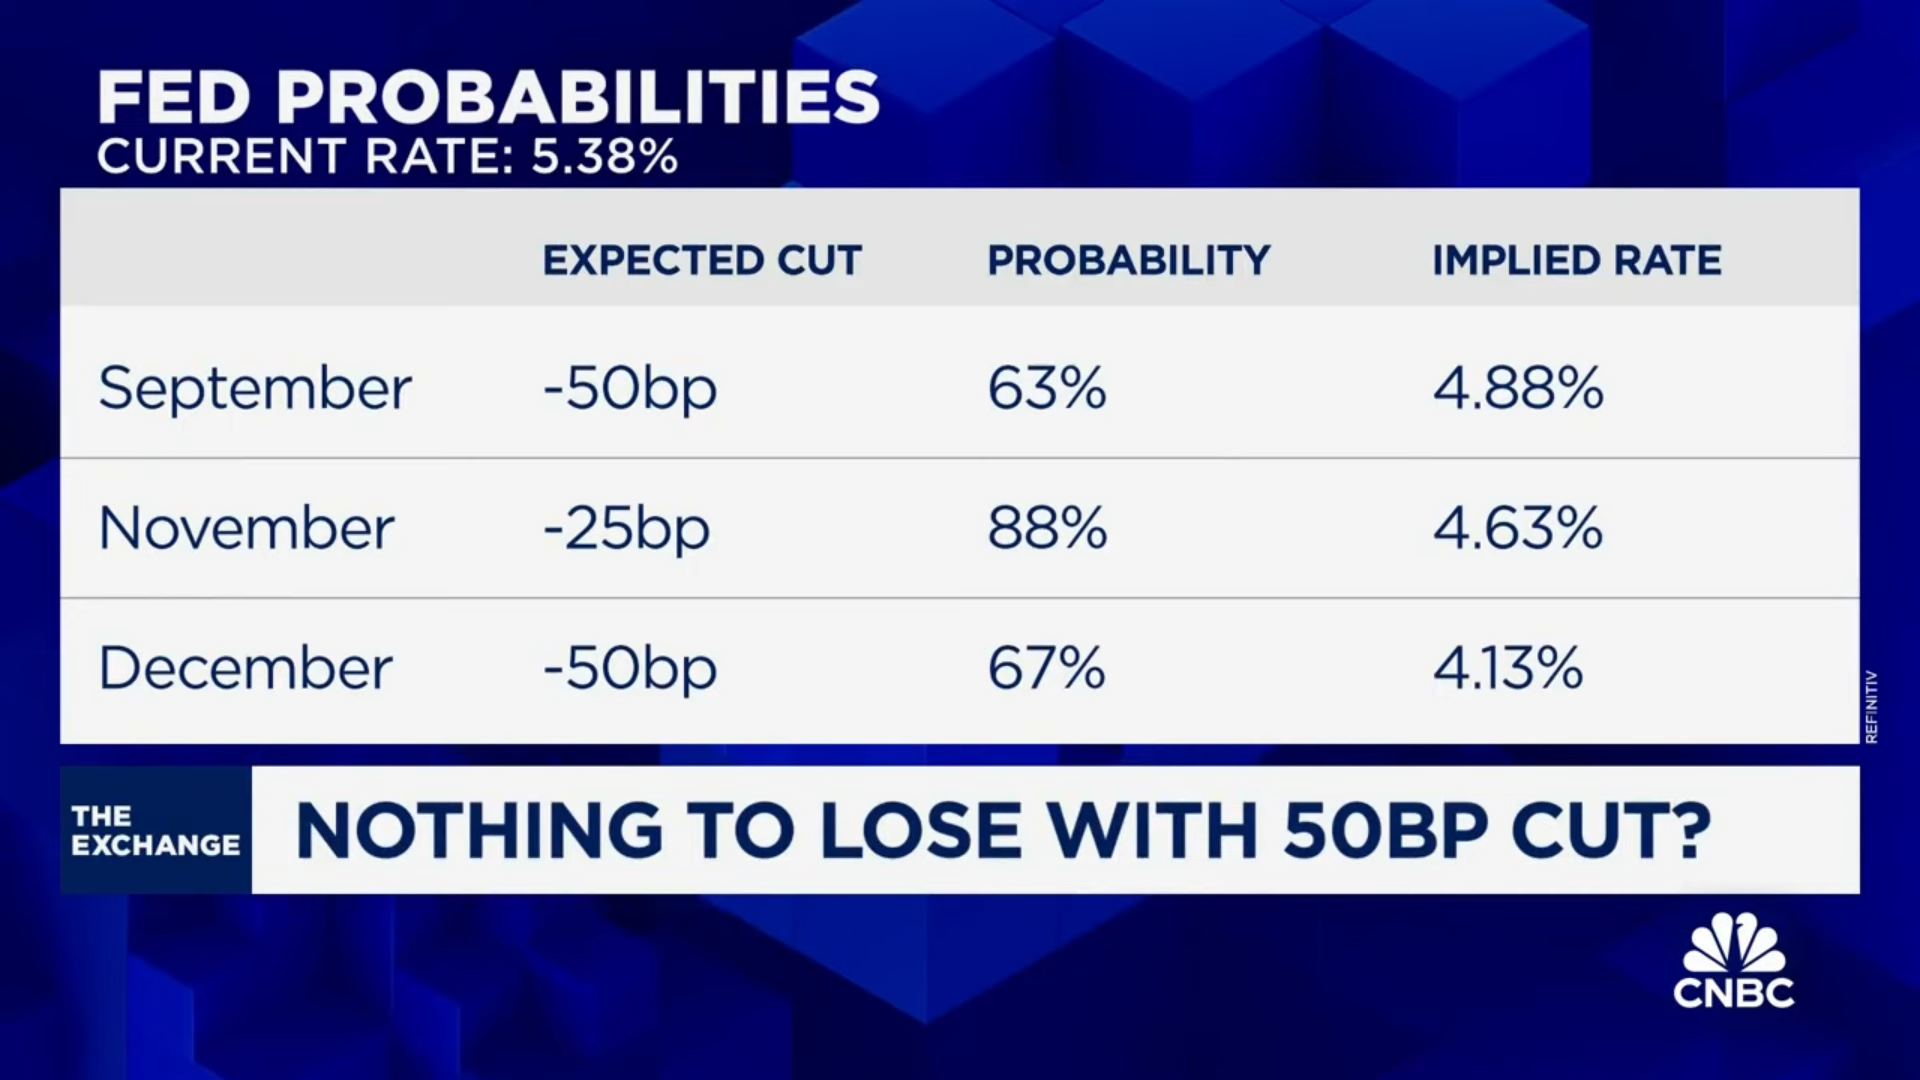 FED PROBABILITIES
CURRENT RATE: 5.38%
EXPECTED CUT PROBABILITY IMPLIED RATE
September -50bp 63% 4.88%
November -25bp 88% 4.63%
December -50bp 67% 4.13%
REFINITIV
THE
EXCHANGE
NOTHING TO LOSE WITH 50BP CUT?
CNBC